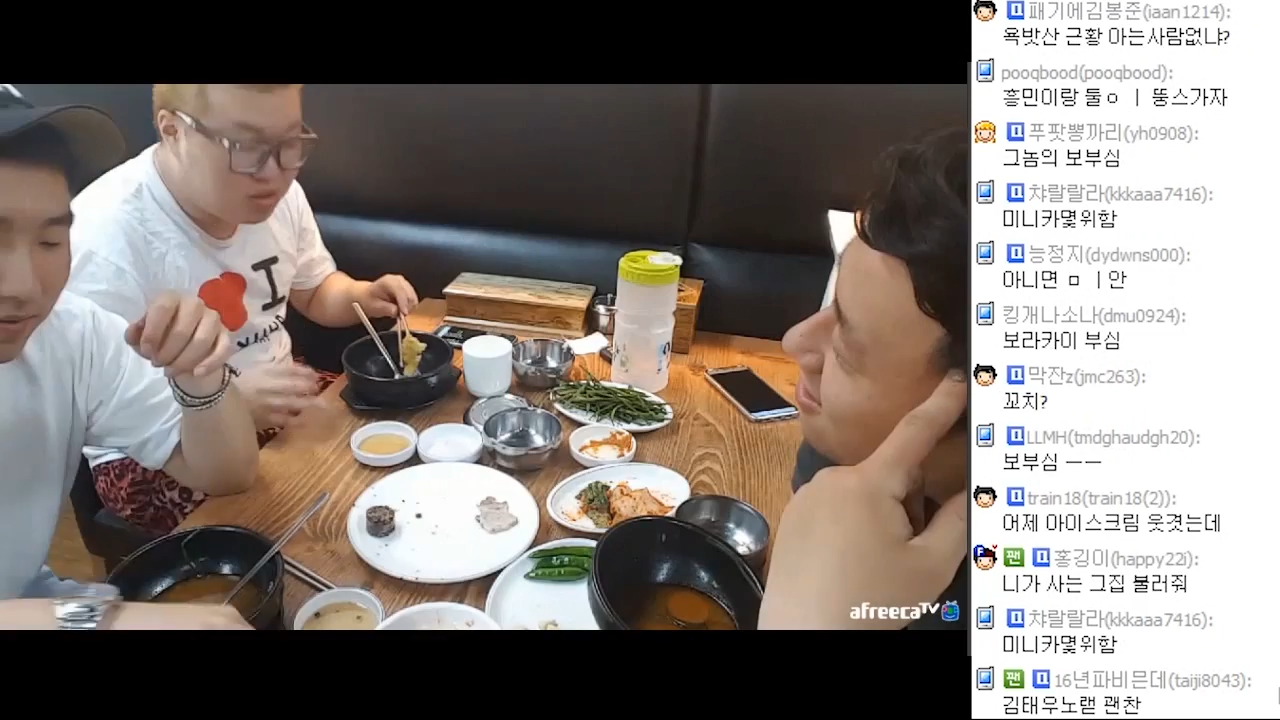 I
afreecaTV
패기에김봉준(iaan1214):
욕밧산 근황 아는사람없냐?
pooqbood(pooqbood):
흥민이랑 둘ㅇ ㅣ 뚱스가자
푸팟뽕까리(yh0908):
그놈의 보부심
챠랄랄라(kkkaaa7416):
미니카몇위함
능정지(dydwns000):
아니면 ㅁ ㅣ안
킹개나소나(dmu0924):
보라카이 부심
막잔z(jmc263):
꼬치?
LLMH(tmdghaudgh20):
보부심 ㅡㅡ
train18(train18(2)):
어제 아이스크림 웃겻는데
팬 홍깅이(happy22i):
니가 사는 그집 불러줘
챠랄랄라(kkkaaa7416):
미니카몇위함
팬 16년파비믄데(taiji8043):
김태우노랟 괜찬